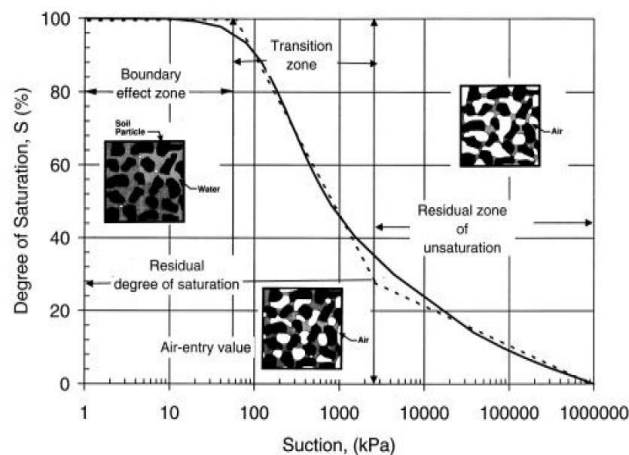 Degree of Saturation, S (%)
100
80
60
40
20
0
Boundary
effect zone
Transition
zone
Soil
Particle
Water
Air
Residual zone
of
unsaturation
Residual
degree of saturation
Air-entry value
Air
1
10
100
1000
10000
100000
1000000
Suction, (kPa)